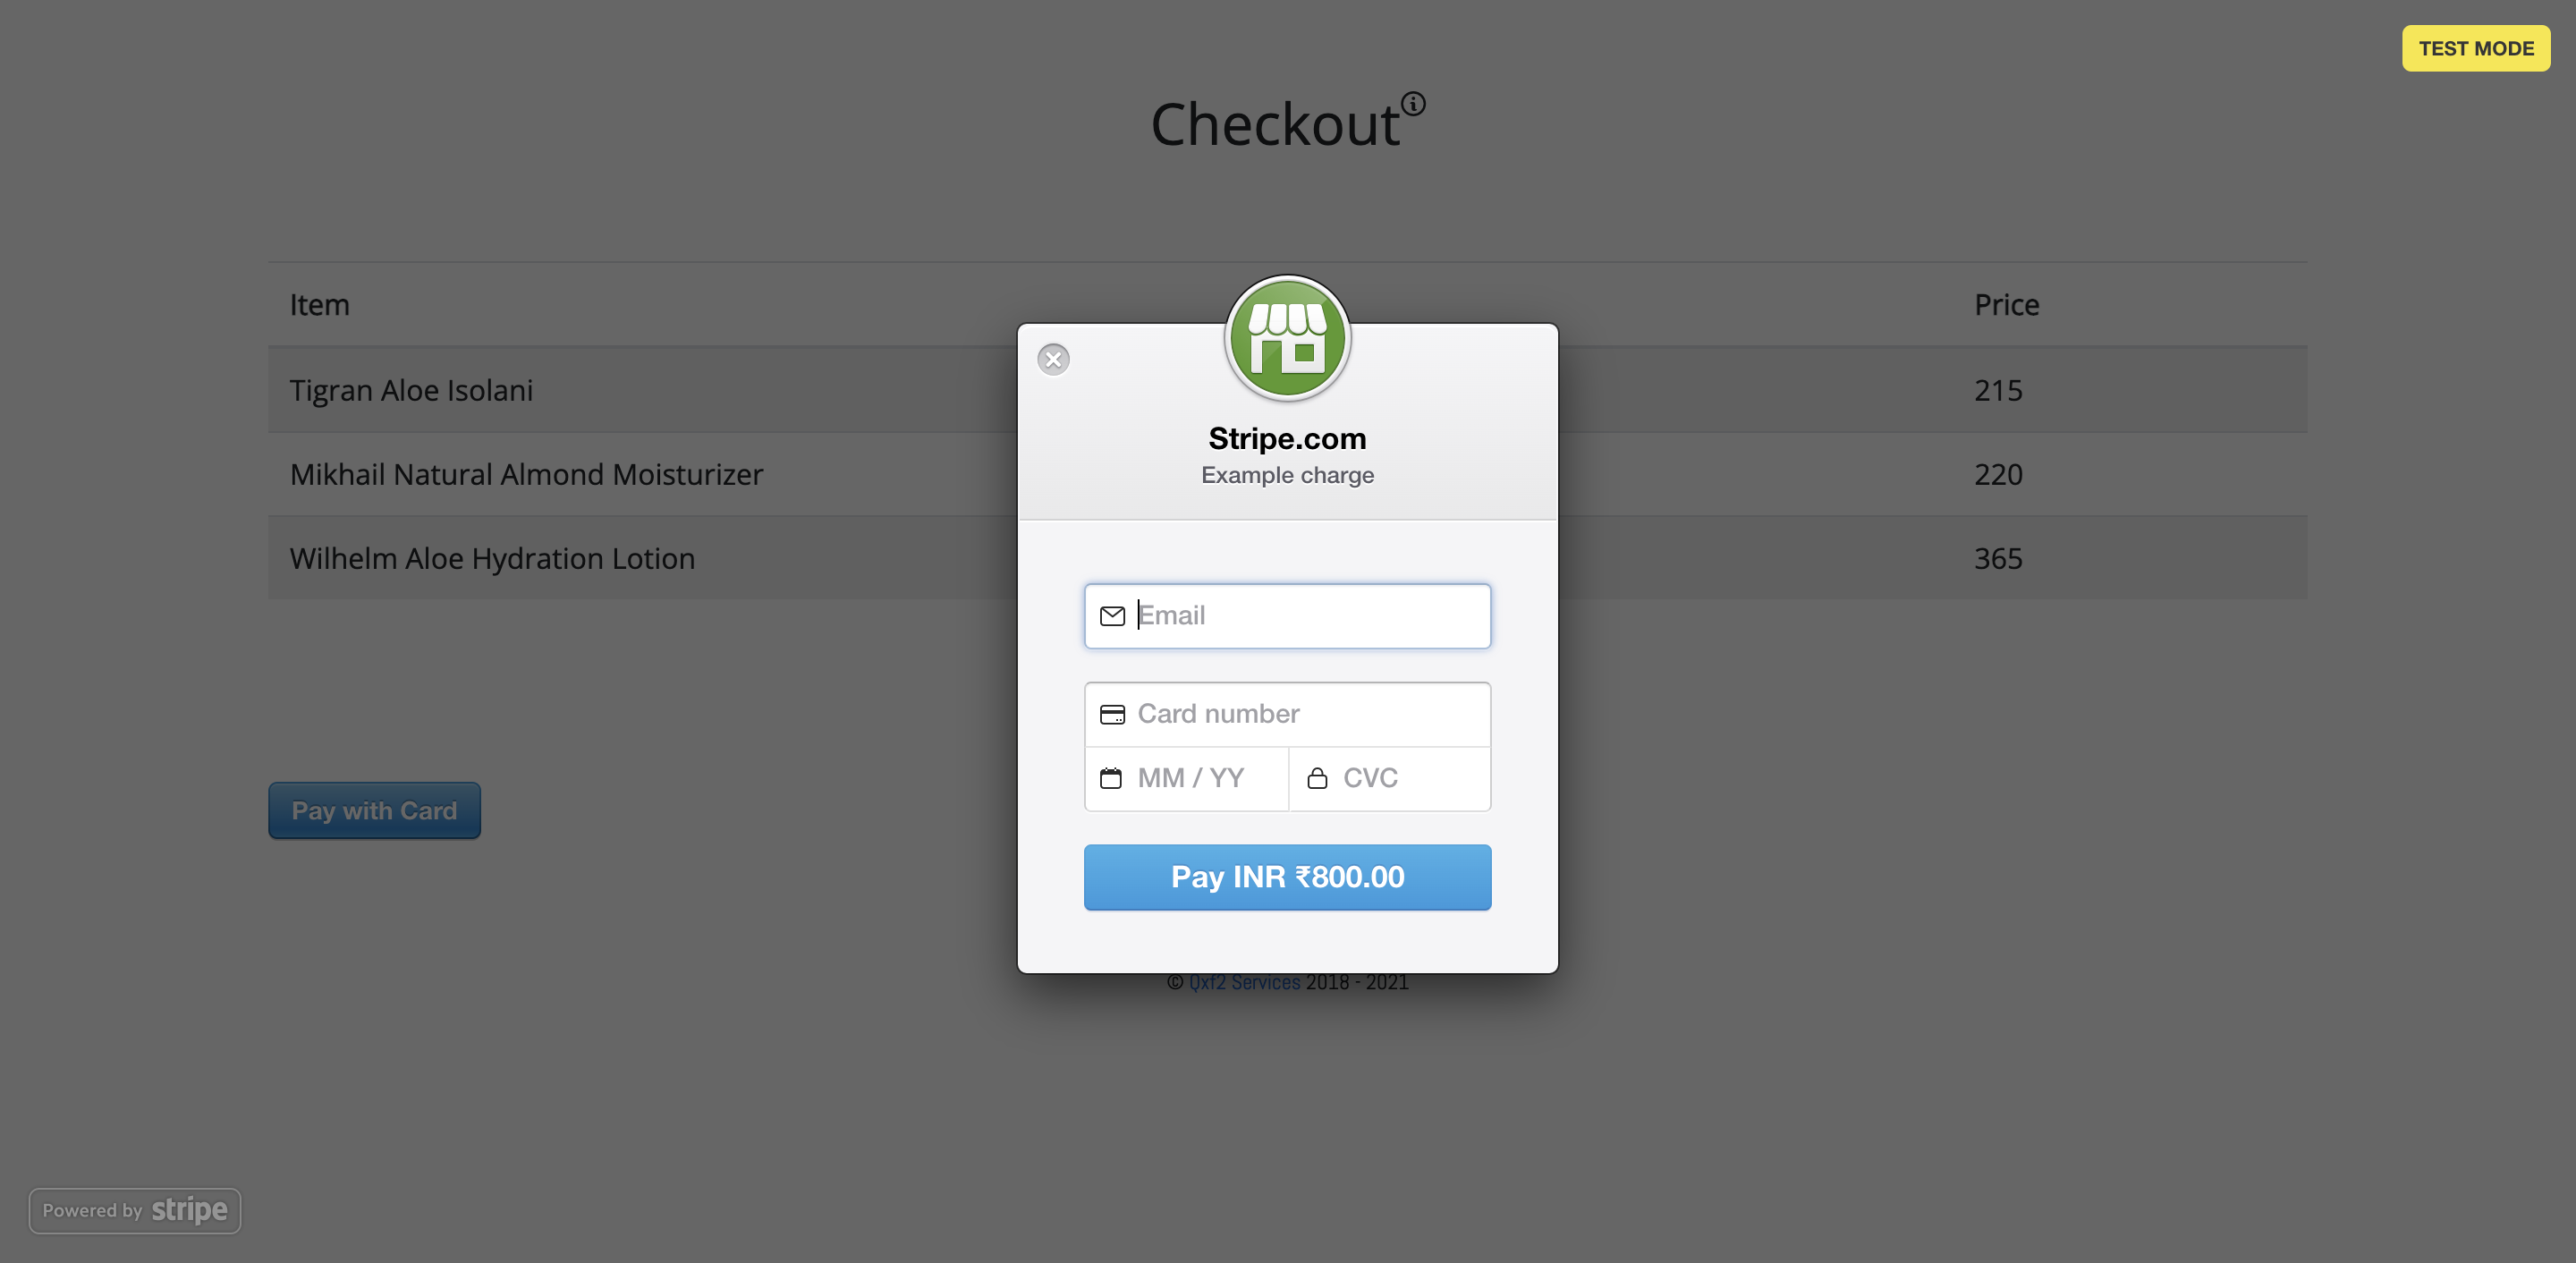 TEST MODE
Checkout
Item Price
Tigran Aloe Isolani 215
Mikhail Natural Almond Moisturizer 220
Wilhelm Aloe Hydration Lotion 365
Pay with Card
Stripe.com
Example charge
Email
Card number
MM / YY CVC
Pay INR ₹800.00
© Qxf2 Services 2018 - 2021
Powered by stripe